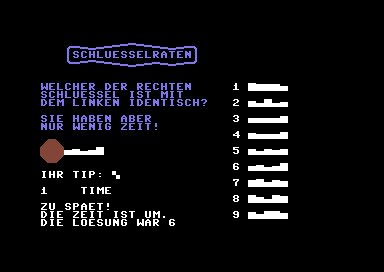 SCHLUESSELRATEN
WELCHER DER RECHTEN
SCHLUESSEL IST MIT
DEM LINKEN IDENTISCH?
SIE HABEN ABER
NUR WENIG ZEIT!
IHR TIP:
1 TIME
ZU SPAET!
DIE ZEIT IST UM.
DIE LOESUNG WAR 6
1
2
3
4
5
6
7
8
9